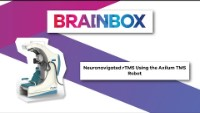 BRAINBOX
Neuronavigated rTMS Using the Axilum TMS
Robot